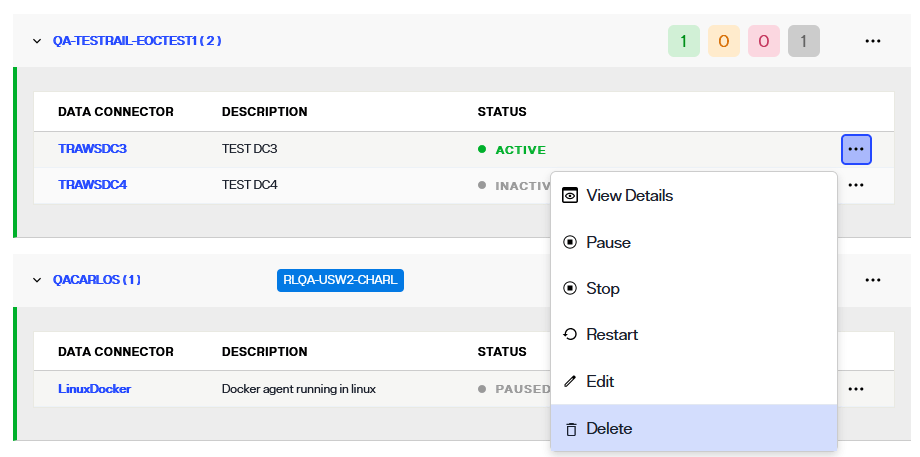 QA-TESTRAIL-EOCTEST1 ( 2 ) 1 0 0 1
DATA CONNECTOR DESCRIPTION STATUS
TRAWSDC3 TEST DC3 ACTIVE
TRAWSDC4 TEST DC4 INACTIV
View Details
Pause
Stop
Restart
Edit
Delete
QACARLOS ( 1 ) RLQA-USW2-CHARL
DATA CONNECTOR DESCRIPTION STATUS
LinuxDocker Docker agent running in linux PAUSED